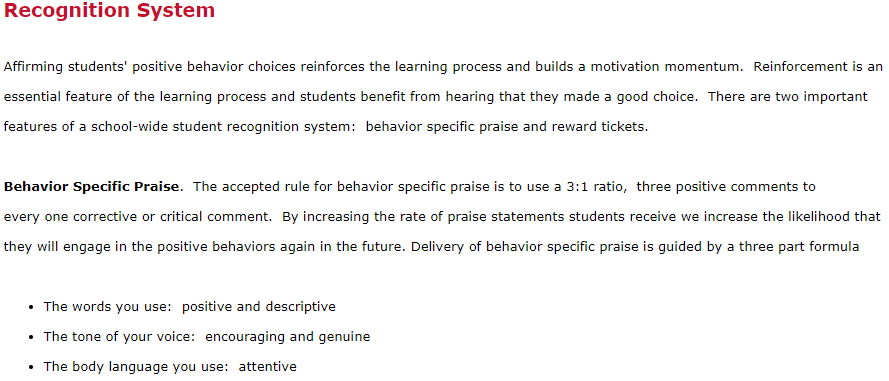 Recognition System
Affirming students' positive behavior choices reinforces the learning process and builds a motivation momentum.  Reinforcement is an
essential feature of the learning process and students benefit from hearing that they made a good choice.  There are two important
features of a school-wide student recognition system:  behavior specific praise and reward tickets.
Behavior Specific Praise.  The accepted rule for behavior specific praise is to use a 3:1 ratio,  three positive comments to
every one corrective or critical comment.  By increasing the rate of praise statements students receive we increase the likelihood that
they will engage in the positive behaviors again in the future. Delivery of behavior specific praise is guided by a three part formula
• The words you use:  positive and descriptive
• The tone of your voice:  encouraging and genuine
• The body language you use:  attentive